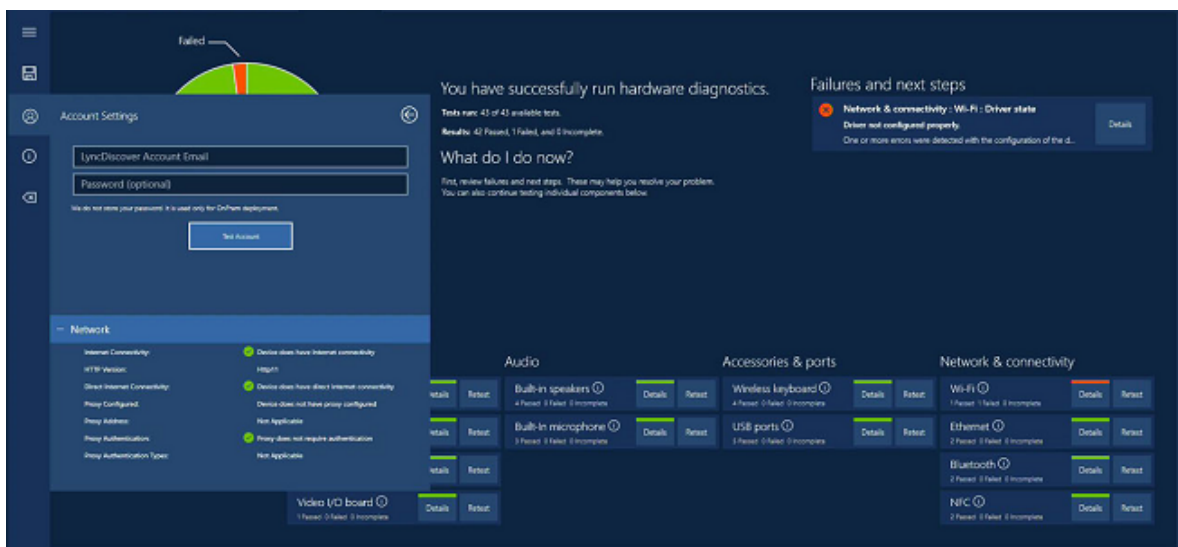 Failed
You have successfully run hardware diagnostics.
Tests run: 43 of 43 available tests.
Results: 42 Passed, 1 Failed, and 0 Incomplete.
What do I do now?
First, review failures and next steps. These may help you resolve your problem.
You can also continue testing individual components below.
Failures and next steps
Network & connectivity : Wi-Fi : Driver state
Driver not configured properly.
One or more errors were detected with the configuration of the d...
Details
Account Settings
LyncDiscover Account Email
Password (optional)
We do not store your password. It is used only for OnPrem deployment.
Test Account
Network
Internet Connectivity: Device does have Internet connectivity
HTTP Version: Http11
Direct Internet Connectivity: Device does have direct Internet connectivity
Proxy Configured: Device does not have proxy configured
Proxy Address: Not Applicable
Proxy Authentication: Proxy does not require authentication
Proxy Authentication Types: Not Applicable
etails Retest
etails Retest
etails Retest
Video I/O board
1 Passed 0 Failed 0 Incomplete
Details Retest
Audio
Built-in speakers
4 Passed 0 Failed 0 Incomplete
Details Retest
Built-In microphone
3 Passed 0 Failed 0 Incomplete
Details Retest
Accessories & ports
Wireless keyboard
4 Passed 0 Failed 0 Incomplete
Details Retest
USB ports
Passed 0 Failed 0 Incomplete
Details Retest
Network & connectivity
Wi-Fi
1 Passed 1 Failed 0 Incomplete
Details Retest
Ethernet
2 Passed 0 Failed 0 Incomplete
Details Retest
Bluetooth
2 Passed 0 Failed 0 Incomplete
Details Retest
NFC
2 Passed 0 Failed 0 Incomplete
Details Retest